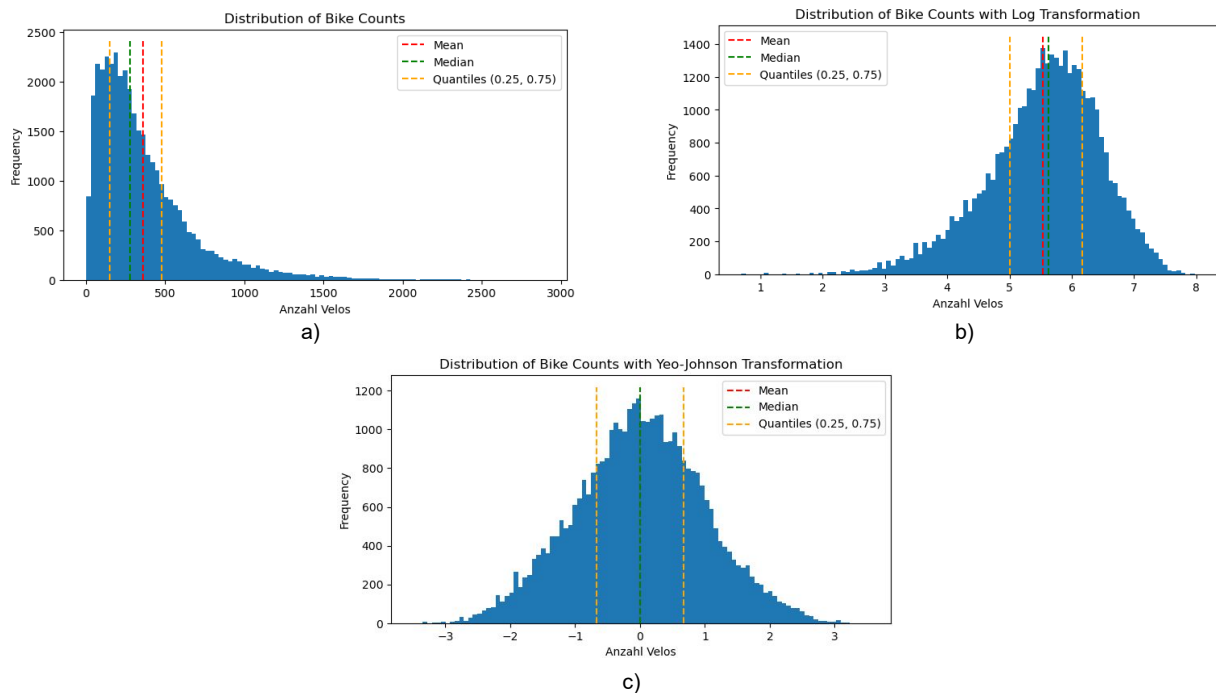 Distribution of Bike Counts
2500
2000
1500
1000
500
0
Frequency
0 500 1000 1500 2000 2500 3000
Anzahl Velos
Mean
Median
Quantiles (0.25, 0.75)
a)
Distribution of Bike Counts with Log Transformation
1400
1200
1000
800
600
400
200
0
Frequency
1 2 3 4 5 6 7 8
Anzahl Velos
Mean
Median
Quantiles (0.25, 0.75)
b)
Distribution of Bike Counts with Yeo-Johnson Transformation
1200
1000
800
600
400
200
0
Frequency
−3 −2 −1 0 1 2 3
Anzahl Velos
Mean
Median
Quantiles (0.25, 0.75)
c)